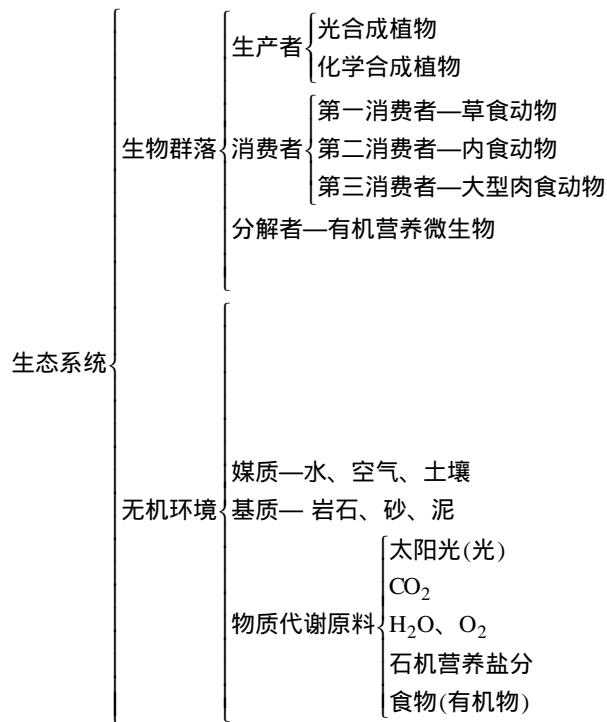 光合成植物
生产者
化学合成植物
第一消费者—草食动物
生物群落 消费者 第二消费者—内食动物
第三消费者—大型肉食动物
分解者—有机营养微生物
生态系统
媒质—水、空气、土壤
无机环境 基质— 岩石、砂、泥
太阳光(光)
CO₂
物质代谢原料 H₂O、O₂
石机营养盐分
食物(有机物)